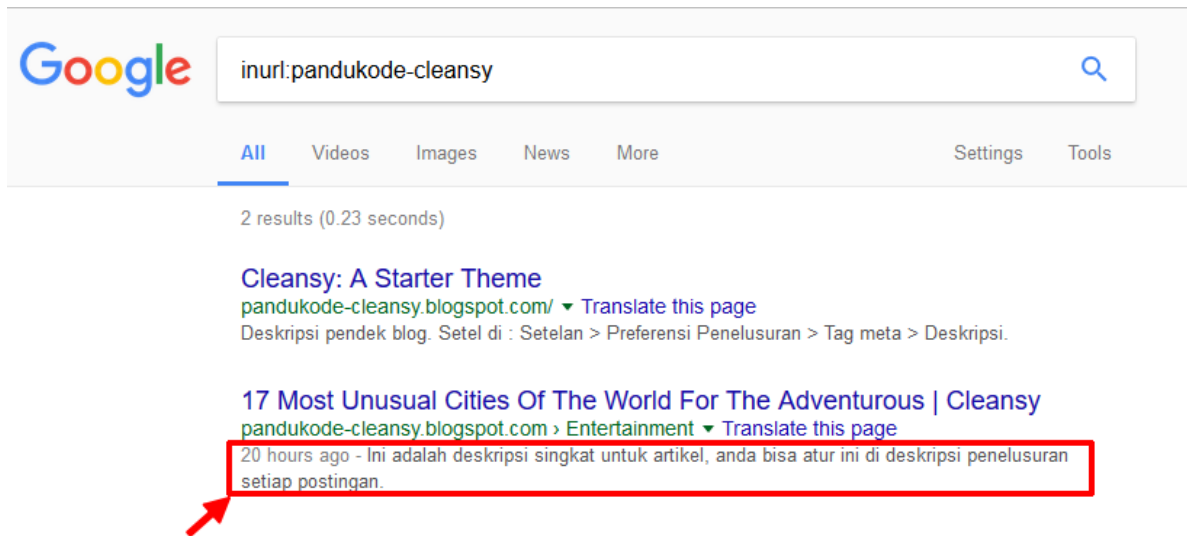 Google
inurl:pandukode-cleansy
All Videos Images News More Settings Tools
2 results (0.23 seconds)
Cleansy: A Starter Theme
pandukode-cleansy.blogspot.com/ ▼ Translate this page
Deskripsi pendek blog. Setel di : Setelan > Preferensi Penelusuran > Tag meta > Deskripsi.
17 Most Unusual Cities Of The World For The Adventurous | Cleansy
pandukode-cleansy.blogspot.com › Entertainment ▼ Translate this page
20 hours ago - Ini adalah deskripsi singkat untuk artikel, anda bisa atur ini di deskripsi penelusuran
setiap postingan.